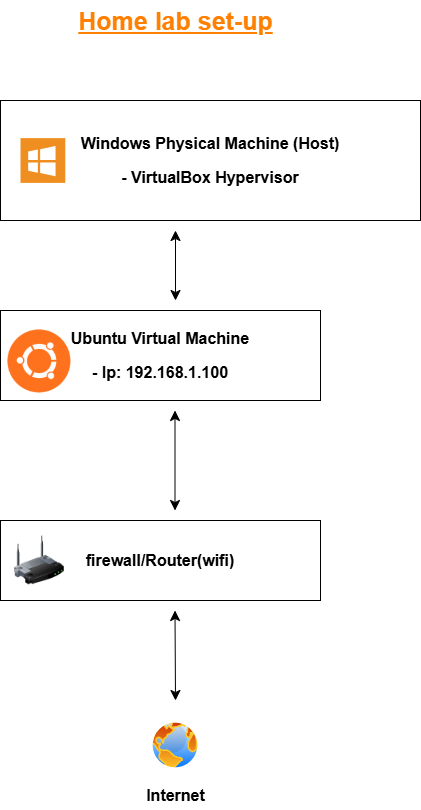 Home lab set-up
Windows Physical Machine (Host)
- VirtualBox Hypervisor
Ubuntu Virtual Machine
- Ip: 192.168.1.100
firewall/Router(wifi)
Internet